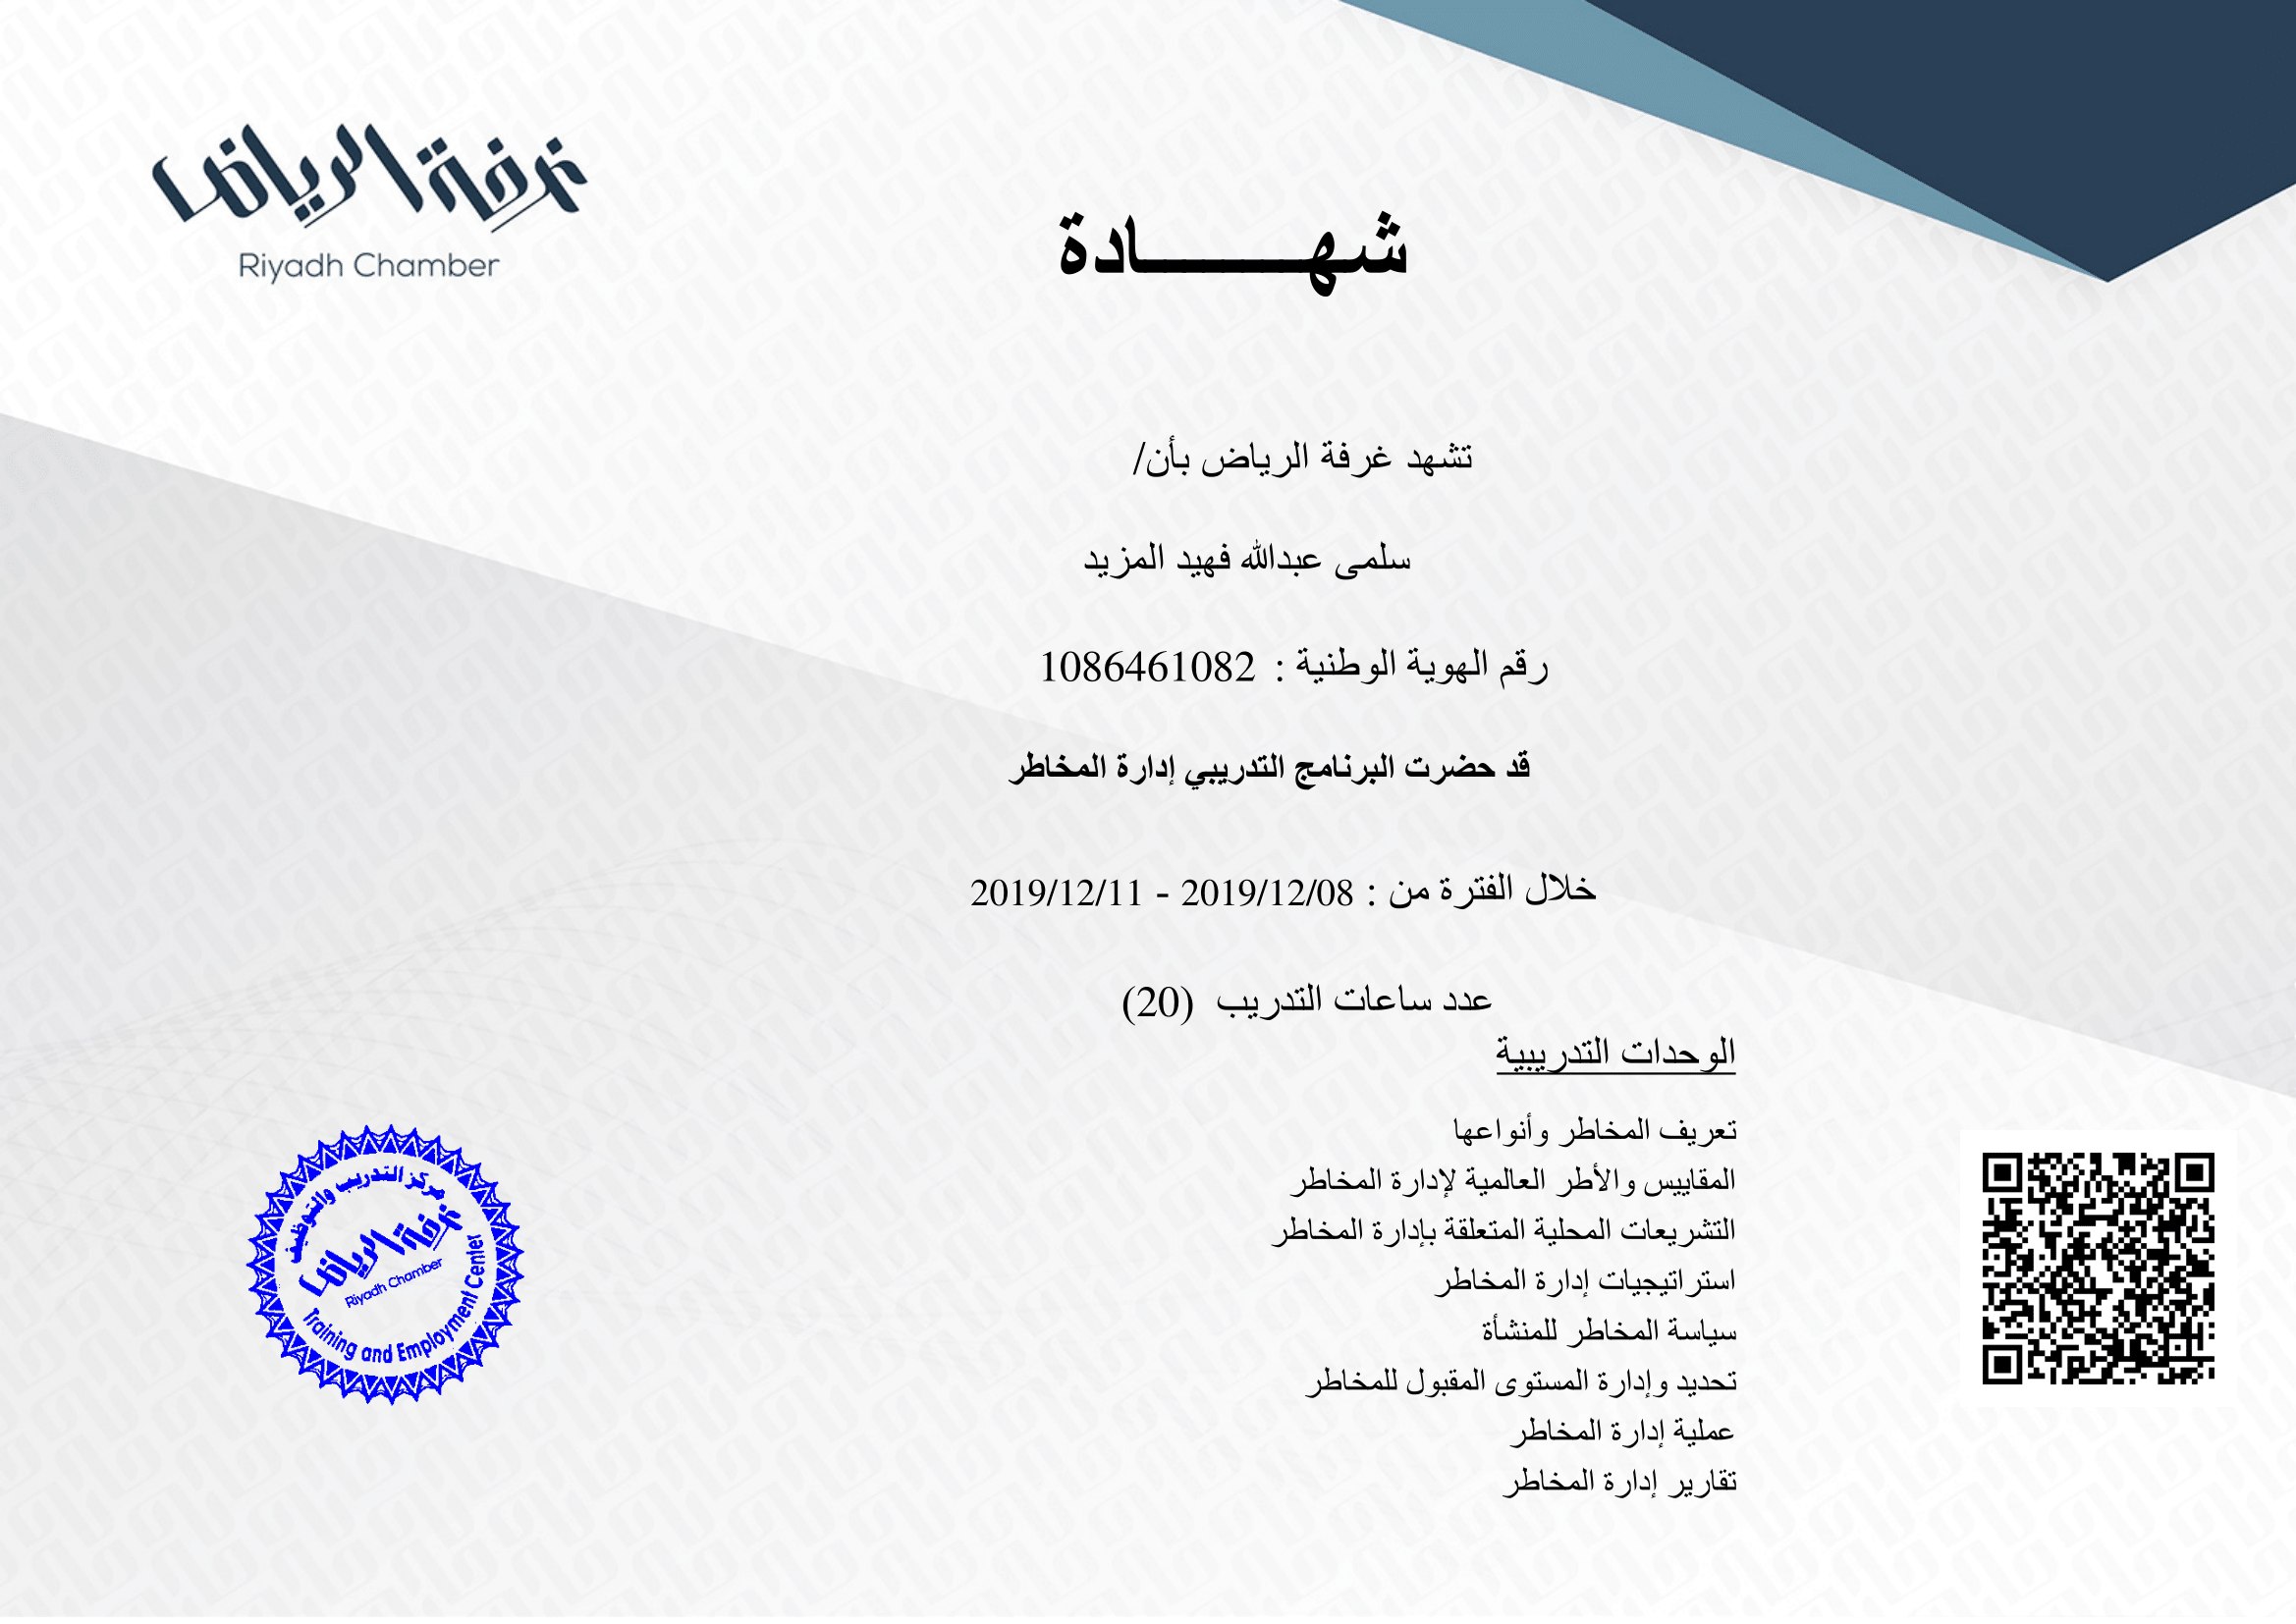 غرفة الرياض
Riyadh Chamber
شهـــــــادة
تشهد غرفة الرياض بأن/
سلمى عبدالله فهيد المزيد
رقم الهوية الوطنية : 1086461082
قد حضرت البرنامج التدريبي إدارة المخاطر
خلال الفترة من : 2019/12/08 - 2019/12/11
عدد ساعات التدريب (20)
الوحدات التدريبية
تعريف المخاطر وأنواعها
المقاييس والأطر العالمية لإدارة المخاطر
التشريعات المحلية المتعلقة بإدارة المخاطر
استراتيجيات إدارة المخاطر
سياسة المخاطر للمنشأة
تحديد وإدارة المستوى المقبول للمخاطر
عملية إدارة المخاطر
تقارير إدارة المخاطر
مركز التدريب والتوظيف
غرفة الرياض
Riyadh Chamber
Training and Employment Center